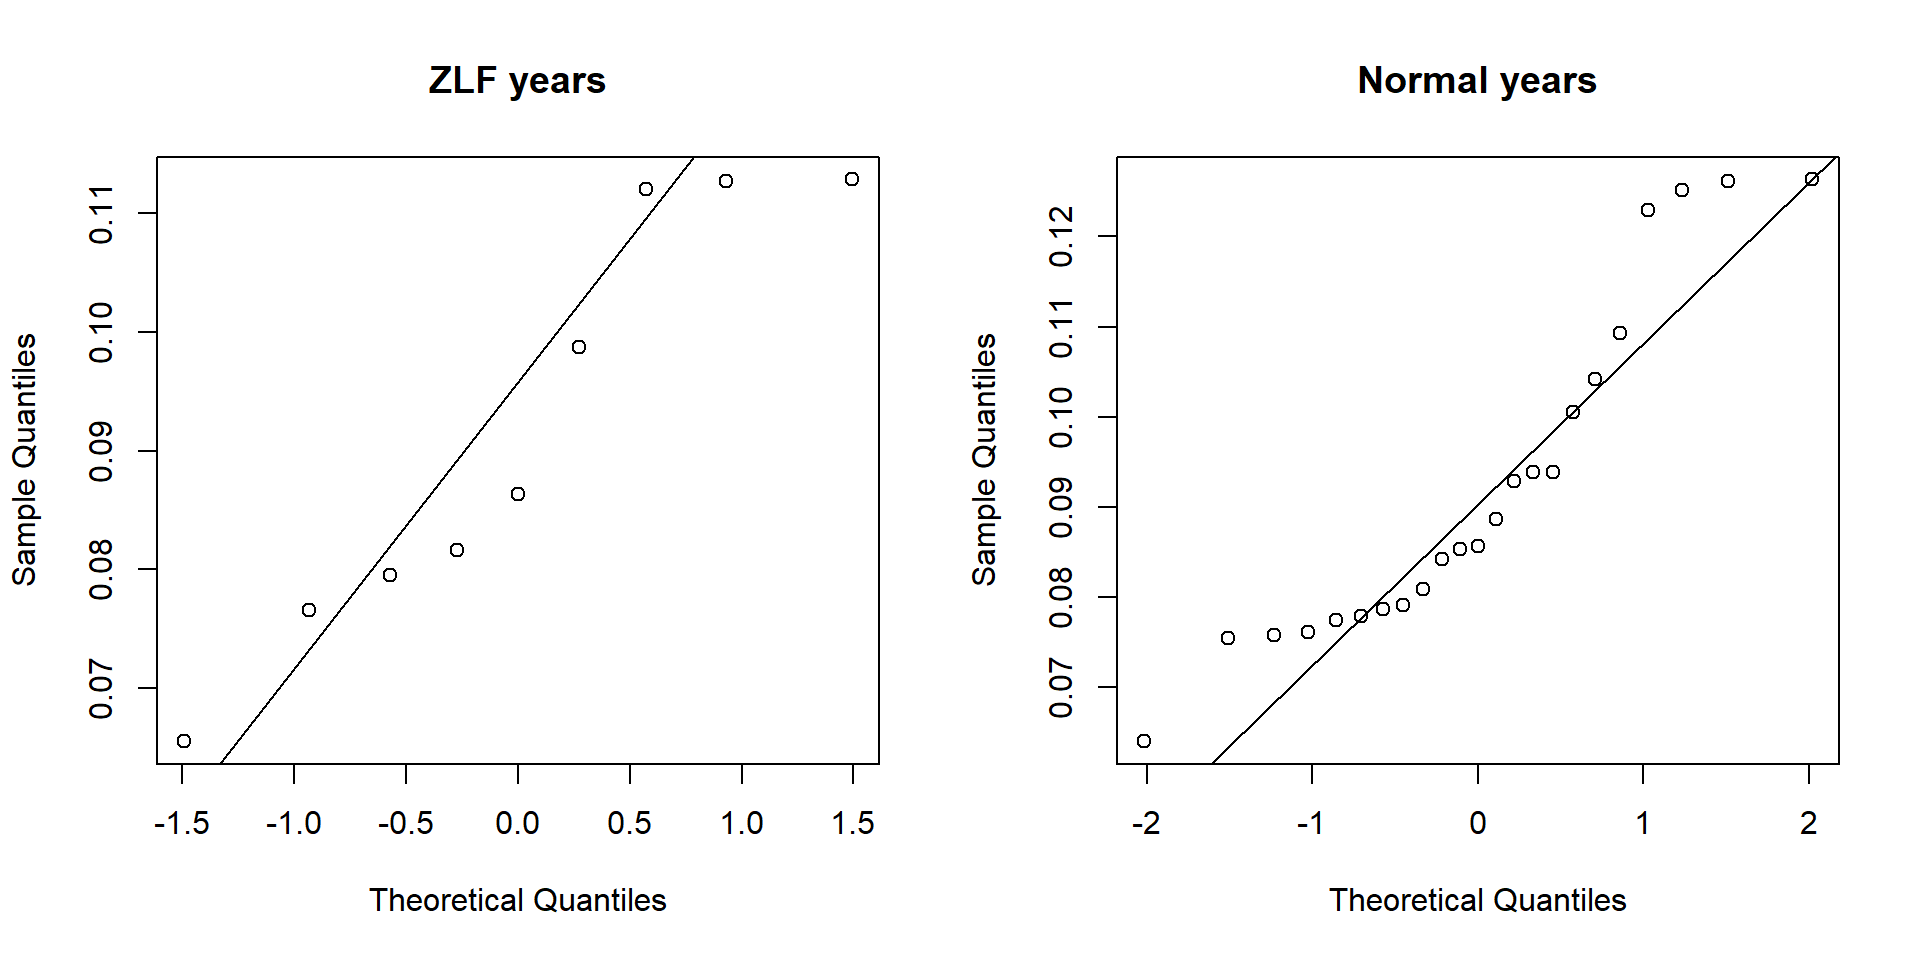 ZLF years
Sample Quantiles
0.11
0.10
0.09
0.08
0.07
-1.5 -1.0 -0.5 0.0 0.5 1.0 1.5
Theoretical Quantiles
Normal years
Sample Quantiles
0.12
0.11
0.10
0.09
0.08
0.07
-2 -1 0 1 2
Theoretical Quantiles